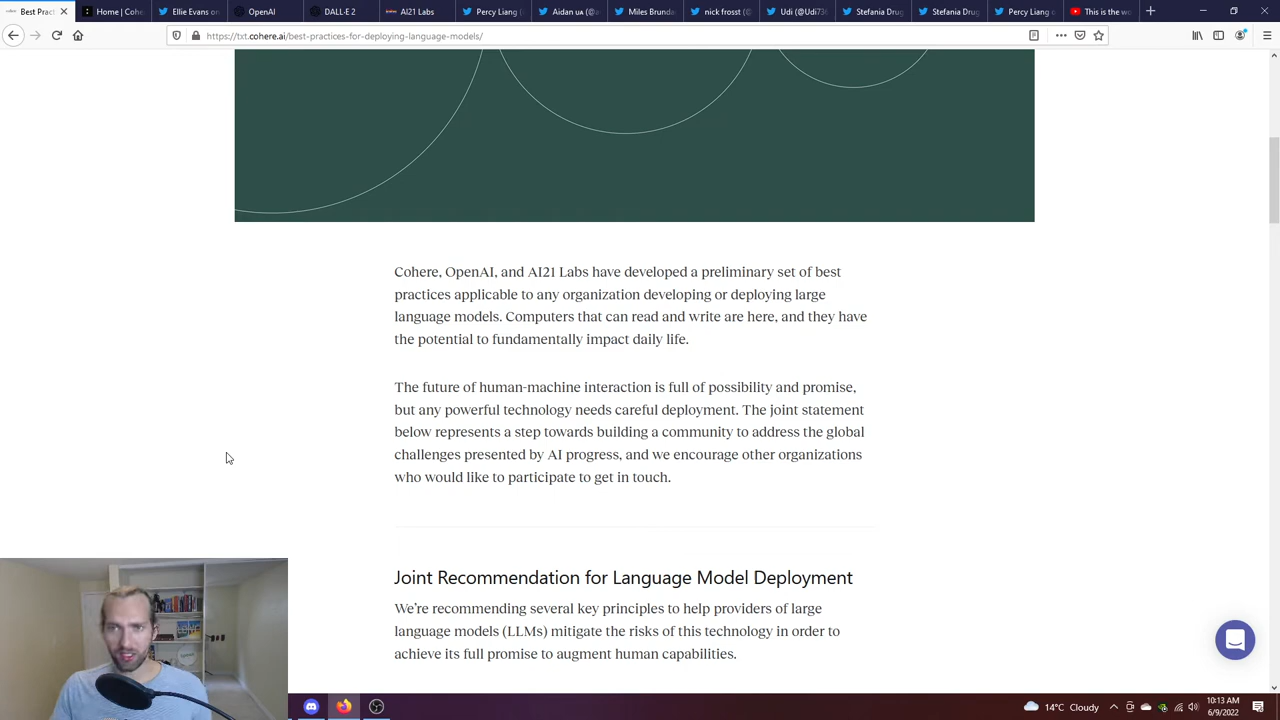 Best Pract
Home | Coher
Ellie Evans on
OpenAI
DALL·E 2
AI21 Labs
Percy Liang (
Aidan ua (@a
Miles Brunda
nick frosst (@
Udi (@Udi73
Stefania Drug
Stefania Drug
Percy Liang o
This is the wo
https://txt.cohere.ai/best-practices-for-deploying-language-models/
Cohere, OpenAI, and AI21 Labs have developed a preliminary set of best
practices applicable to any organization developing or deploying large
language models. Computers that can read and write are here, and they have
the potential to fundamentally impact daily life.
The future of human-machine interaction is full of possibility and promise,
but any powerful technology needs careful deployment. The joint statement
below represents a step towards building a community to address the global
challenges presented by AI progress, and we encourage other organizations
who would like to participate to get in touch.
Joint Recommendation for Language Model Deployment
We’re recommending several key principles to help providers of large
language models (LLMs) mitigate the risks of this technology in order to
achieve its full promise to augment human capabilities.
14°C Cloudy
10:13 AM
6/9/2022